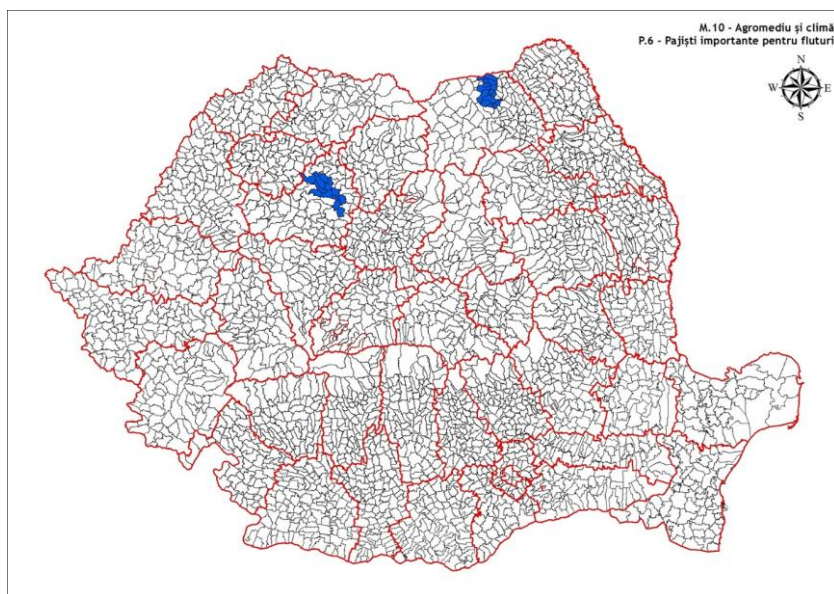 M.10 - Agromediu și climă
P.6 - Pajiști importante pentru fluturi
N
W
E
S